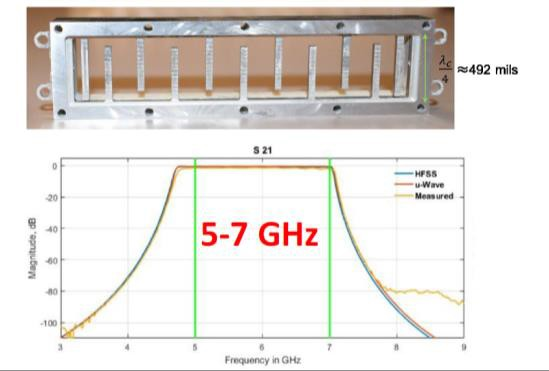 λc/4 ≈492 mils
S 21
0
-20
-40
-60
-80
-100
Magnitude, dB
HFSS
u-Wave
Measured
5-7 GHz
3 4 5 6 7 8 9
Frequency in GHz